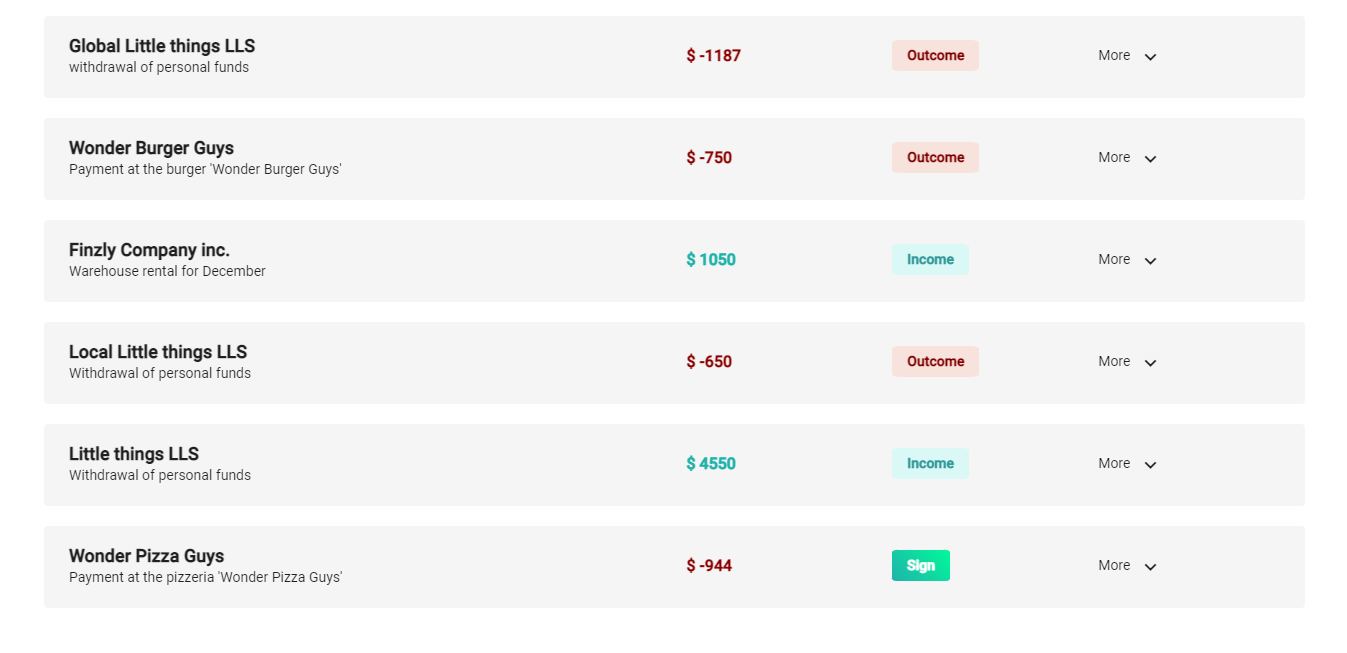 Global Little things LLS
withdrawal of personal funds
$ -1187
Outcome
More
Wonder Burger Guys
Payment at the burger 'Wonder Burger Guys'
$ -750
Outcome
More
Finzly Company inc.
Warehouse rental for December
$ 1050
Income
More
Local Little things LLS
Withdrawal of personal funds
$ -650
Outcome
More
Little things LLS
Withdrawal of personal funds
$ 4550
Income
More
Wonder Pizza Guys
Payment at the pizzeria 'Wonder Pizza Guys'
$ -944
Sign
More